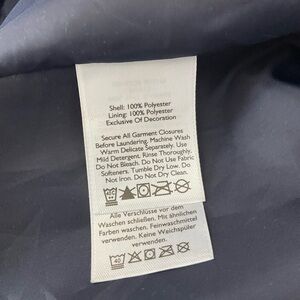 Shell: 100% Polyester
Lining: 100% Polyester
Exclusive Of Decoration
Secure All Garment Closures
Before Laundering. Machine Wash
Warm Delicate Separately. Use
Mild Detergent. Rinse Thoroughly.
Do Not Bleach. Do Not Use Fabric
Softeners. Tumble Dry Low. Do
Not Iron. Do Not Dry Clean.
Alle Verschlüsse vor dem
Waschen schließen. Mit ähnlichen
Farben waschen. Feinwaschmittel
verwenden. Keine Weichspüler
verwenden.
40